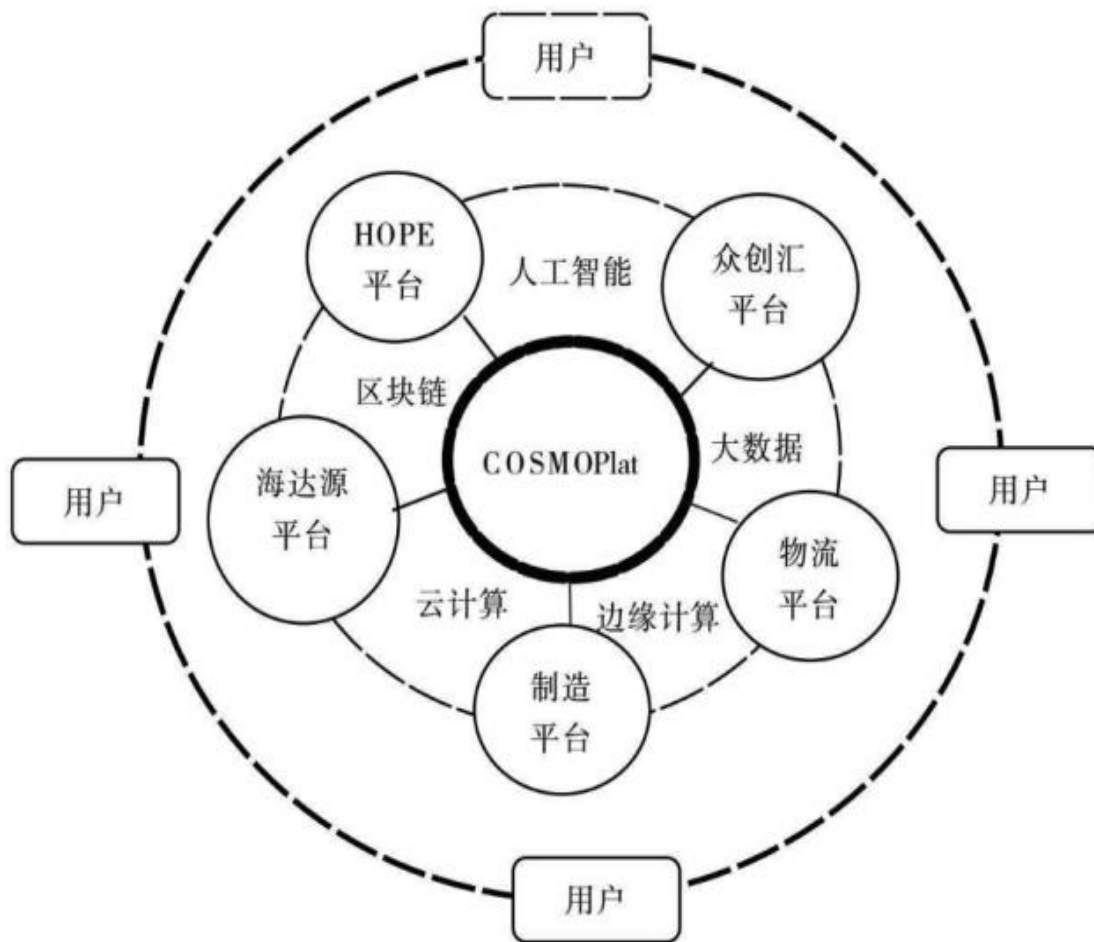 用户
HOPE
平台
人工智能
众创汇
平台
区块链
COSMOPlat
大数据
海达源
平台
用户
用户
物流
平台
云计算
边缘计算
制造
平台
用户